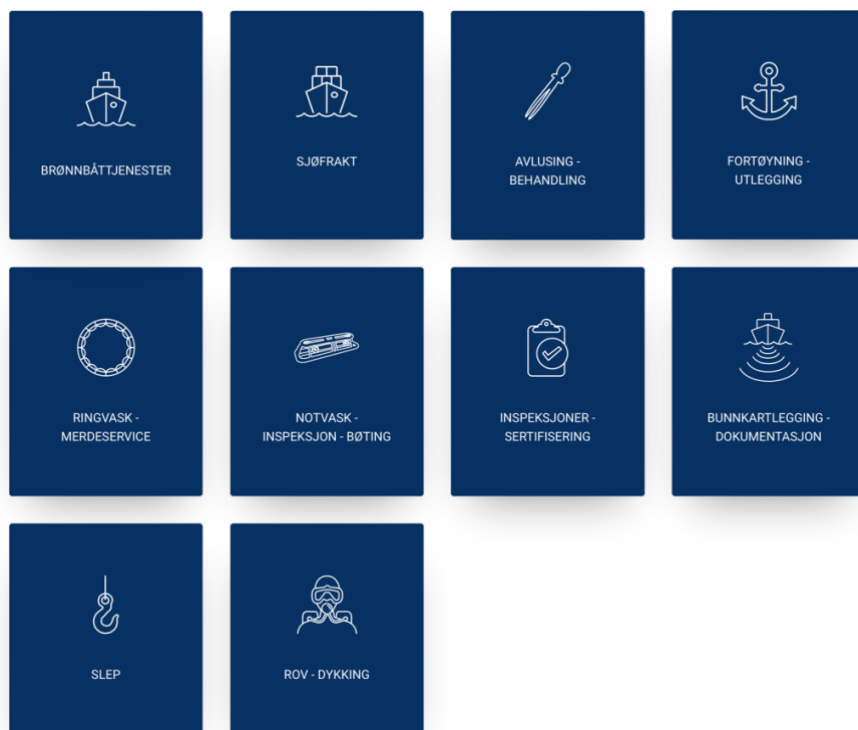 BRØNNBÅTTJENESTER
SJØFRAKT
AVLUSING -
BEHANDLING
FORTØYNING -
UTLEGGING
RINGVASK -
MERDESERVICE
NOTVASK -
INSPEKSJON - BØTING
INSPEKSJONER -
SERTIFISERING
BUNNKARTLEGGING -
DOKUMENTASJON
SLEP
ROV - DYKKING